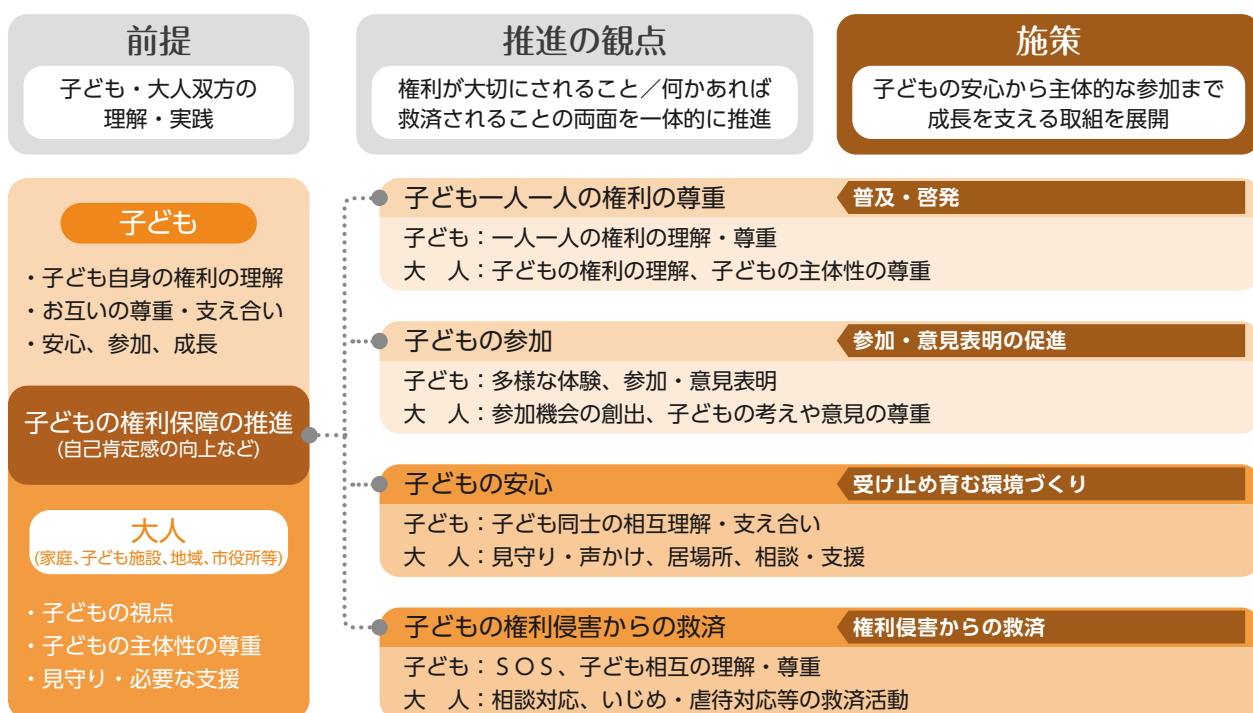 前提
子ども・大人双方の
理解・実践
推進の観点
権利が大切にされること／何かあれば
救済されることの両面を一体的に推進
施策
子どもの安心から主体的な参加まで
成長を支える取組を展開
子ども
・子ども自身の権利の理解
・お互いの尊重・支え合い
・安心、参加、成長
子どもの権利保障の推進
(自己肯定感の向上など)
大人
(家庭、子ども施設、地域、市役所等)
・子どもの視点
・子どもの主体性の尊重
・見守り・必要な支援
子ども一人一人の権利の尊重
普及・啓発
子ども：一人一人の権利の理解・尊重
大　人：子どもの権利の理解、子どもの主体性の尊重
子どもの参加
参加・意見表明の促進
子ども：多様な体験、参加・意見表明
大　人：参加機会の創出、子どもの考えや意見の尊重
子どもの安心
受け止め育む環境づくり
子ども：子ども同士の相互理解・支え合い
大　人：見守り・声かけ、居場所、相談・支援
子どもの権利侵害からの救済
権利侵害からの救済
子ども：ＳＯＳ、子ども相互の理解・尊重
大　人：相談対応、いじめ・虐待対応等の救済活動